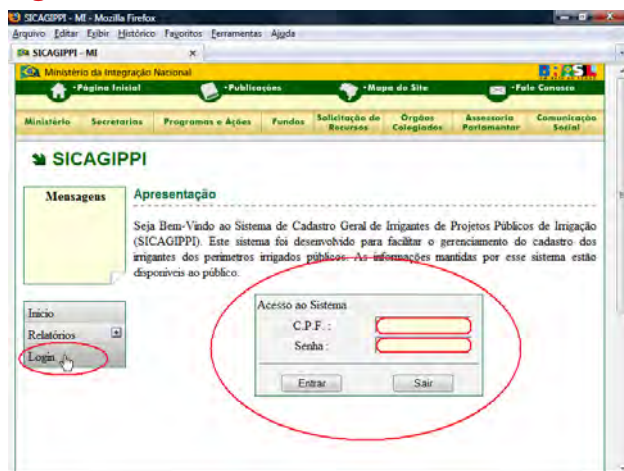 SICAGIPPI - MI - Mozilla Firefox
Arquivo Editar Exibir Histórico Favoritos Ferramentas Ajuda
SICAGIPPI - MI
Ministério da Integração Nacional
BRASIL
·Página Inicial ·Publicações ·Mapa do Site ·Fale Conosco
Ministério Secretarias Programas e Ações Fundos Solicitação de Recursos Órgãos Colegiados Assessoria Parlamentar Comunicação Social
SICAGIPPI
Mensagens
Apresentação
Seja Bem-Vindo ao Sistema de Cadastro Geral de Irrigantes de Projetos Públicos de Irrigação
(SICAGIPPI). Este sistema foi desenvolvido para facilitar o gerenciamento do cadastro dos
irrigantes dos perímetros irrigados públicos. As informações mantidas por esse sistema estão
disponíveis ao público.
Início
Relatórios
Login
Acesso ao Sistema
C.P.F. :
Senha :
Entrar Sair